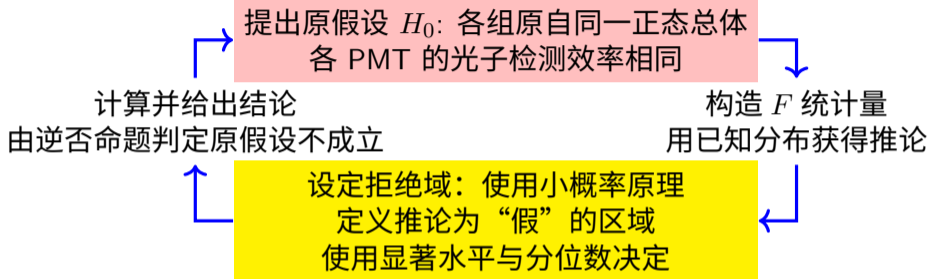 提出原假设 H₀: 各组原自同一正态总体
各 PMT 的光子检测效率相同
构造 F 统计量
用已知分布获得推论
设定拒绝域：使用小概率原理
定义推论为“假”的区域
使用显著水平与分位数决定
计算并给出结论
由逆否命题判定原假设不成立